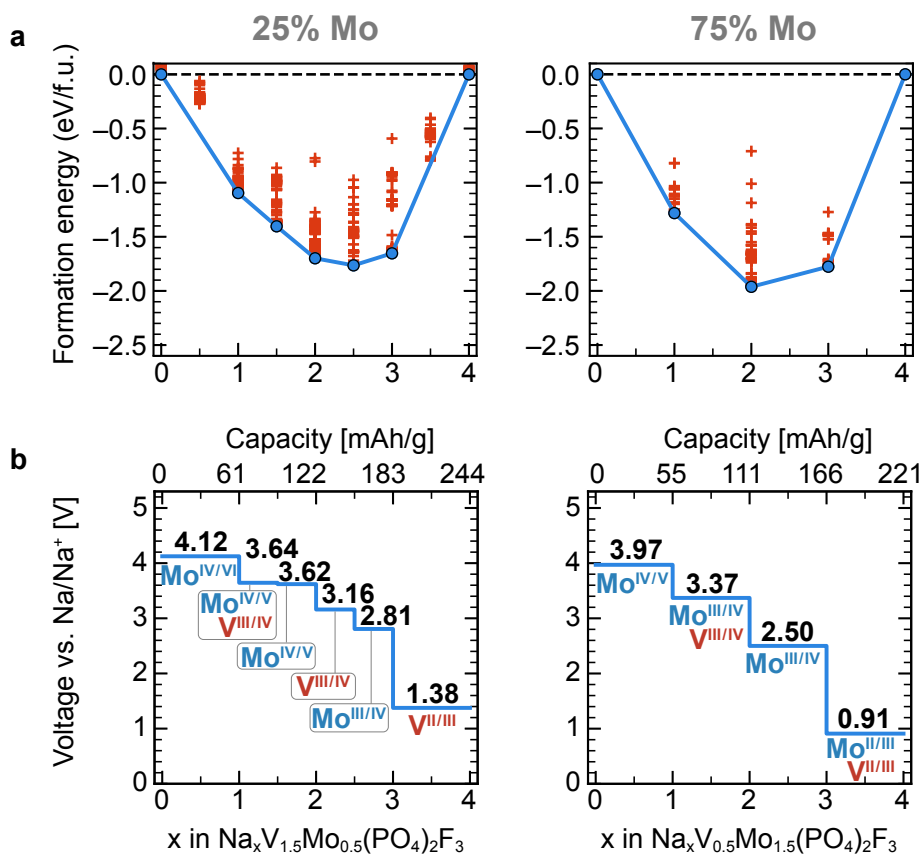 25% Mo
75% Mo
a
Formation energy (eV/f.u.)
0.0
−0.5
−1.0
−1.5
−2.0
−2.5
0 1 2 3 4
0.0
−0.5
−1.0
−1.5
−2.0
−2.5
0 1 2 3 4
b
Capacity [mAh/g]
0 61 122 183 244
Voltage vs. Na/Na⁺ [V]
5
4
3
2
1
0
4.12
Mo^IV/VI
3.64
Mo^IV/V
V^III/IV
3.62
Mo^IV/V
3.16
V^III/IV
2.81
Mo^III/IV
1.38
V^II/III
0 1 2 3 4
x in NaₓV₁.₅Mo₀.₅(PO₄)₂F₃
Capacity [mAh/g]
0 55 111 166 221
5
4
3
2
1
0
3.97
Mo^IV/V
3.37
Mo^III/IV
V^III/IV
2.50
Mo^III/IV
0.91
Mo^II/III
V^II/III
0 1 2 3 4
x in NaₓV₀.₅Mo₁.₅(PO₄)₂F₃